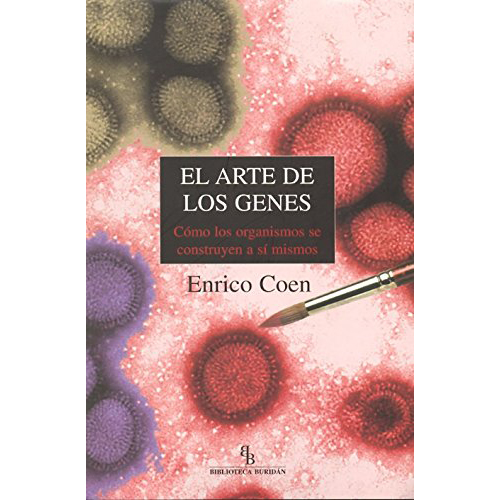 EL ARTE DE
LOS GENES
Cómo los organismos se
construyen a sí mismos
Enrico Coen
BIBLIOTECA BURIDÁN